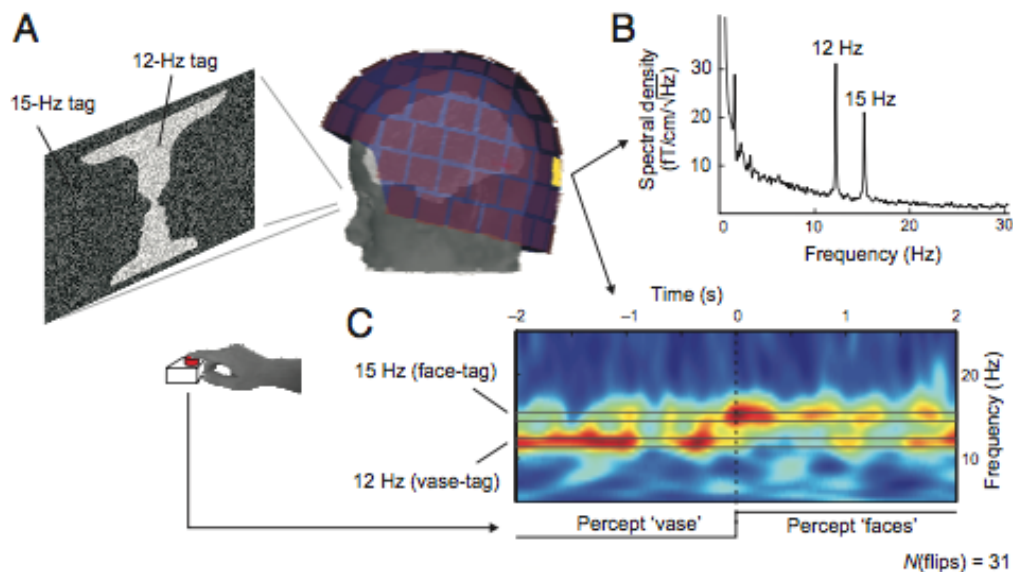 A
12-Hz tag
15-Hz tag
B
Spectral density
(fT/cm/√Hz)
30
20
10
12 Hz
15 Hz
0
10
20
30
Frequency (Hz)
C
Time (s)
−2
−1
0
1
2
15 Hz (face-tag)
12 Hz (vase-tag)
20
10
Frequency (Hz)
Percept ‘vase’
Percept ‘faces’
N(flips) = 31